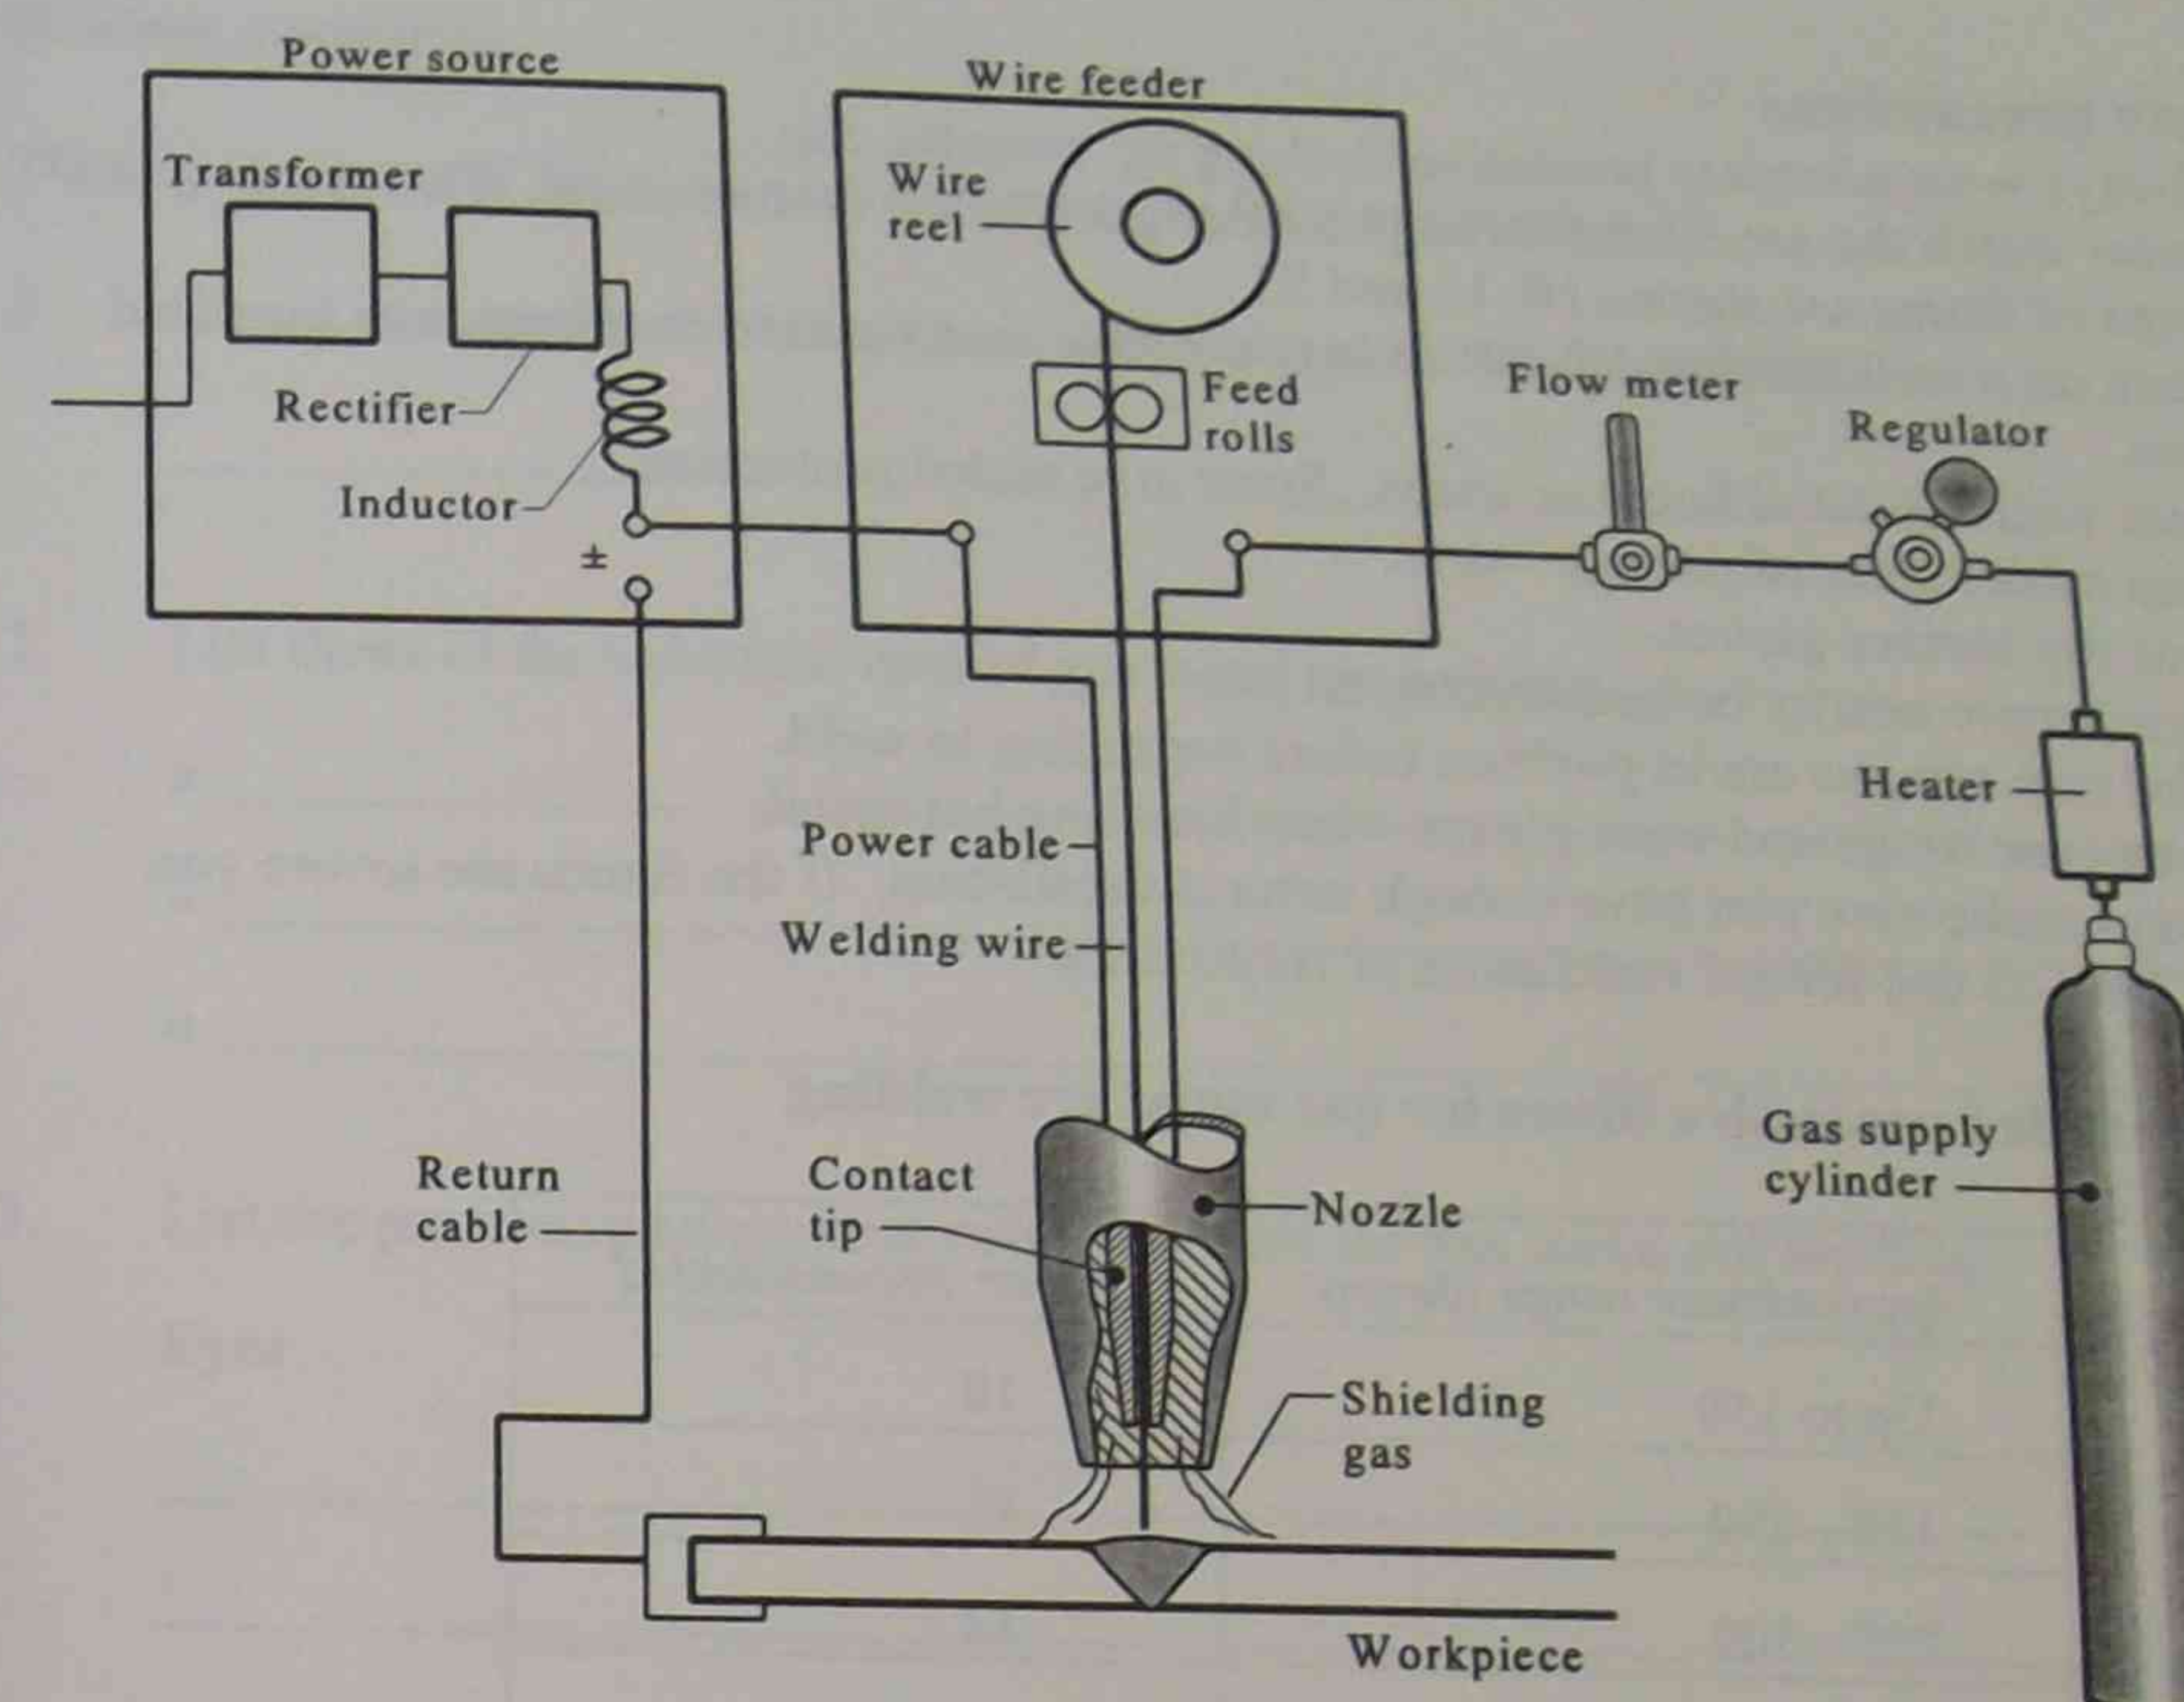 Power source
Wire feeder
Transformer
Wire
reel
Rectifier
Feed
rolls
Flow meter
Regulator
Inductor
±
Heater
Power cable
Welding wire
Gas supply
cylinder
Return
cable
Contact
tip
Nozzle
Shielding
gas
Workpiece